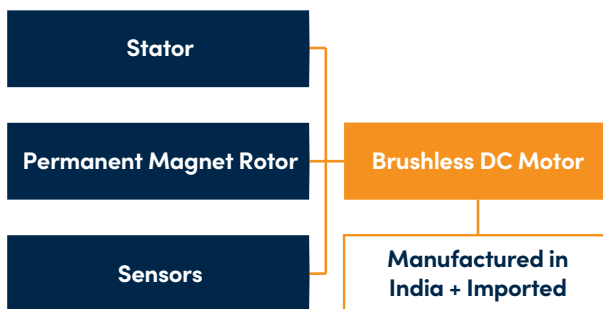 Stator
Permanent Magnet Rotor
Brushless DC Motor
Sensors
Manufactured in
India + Imported